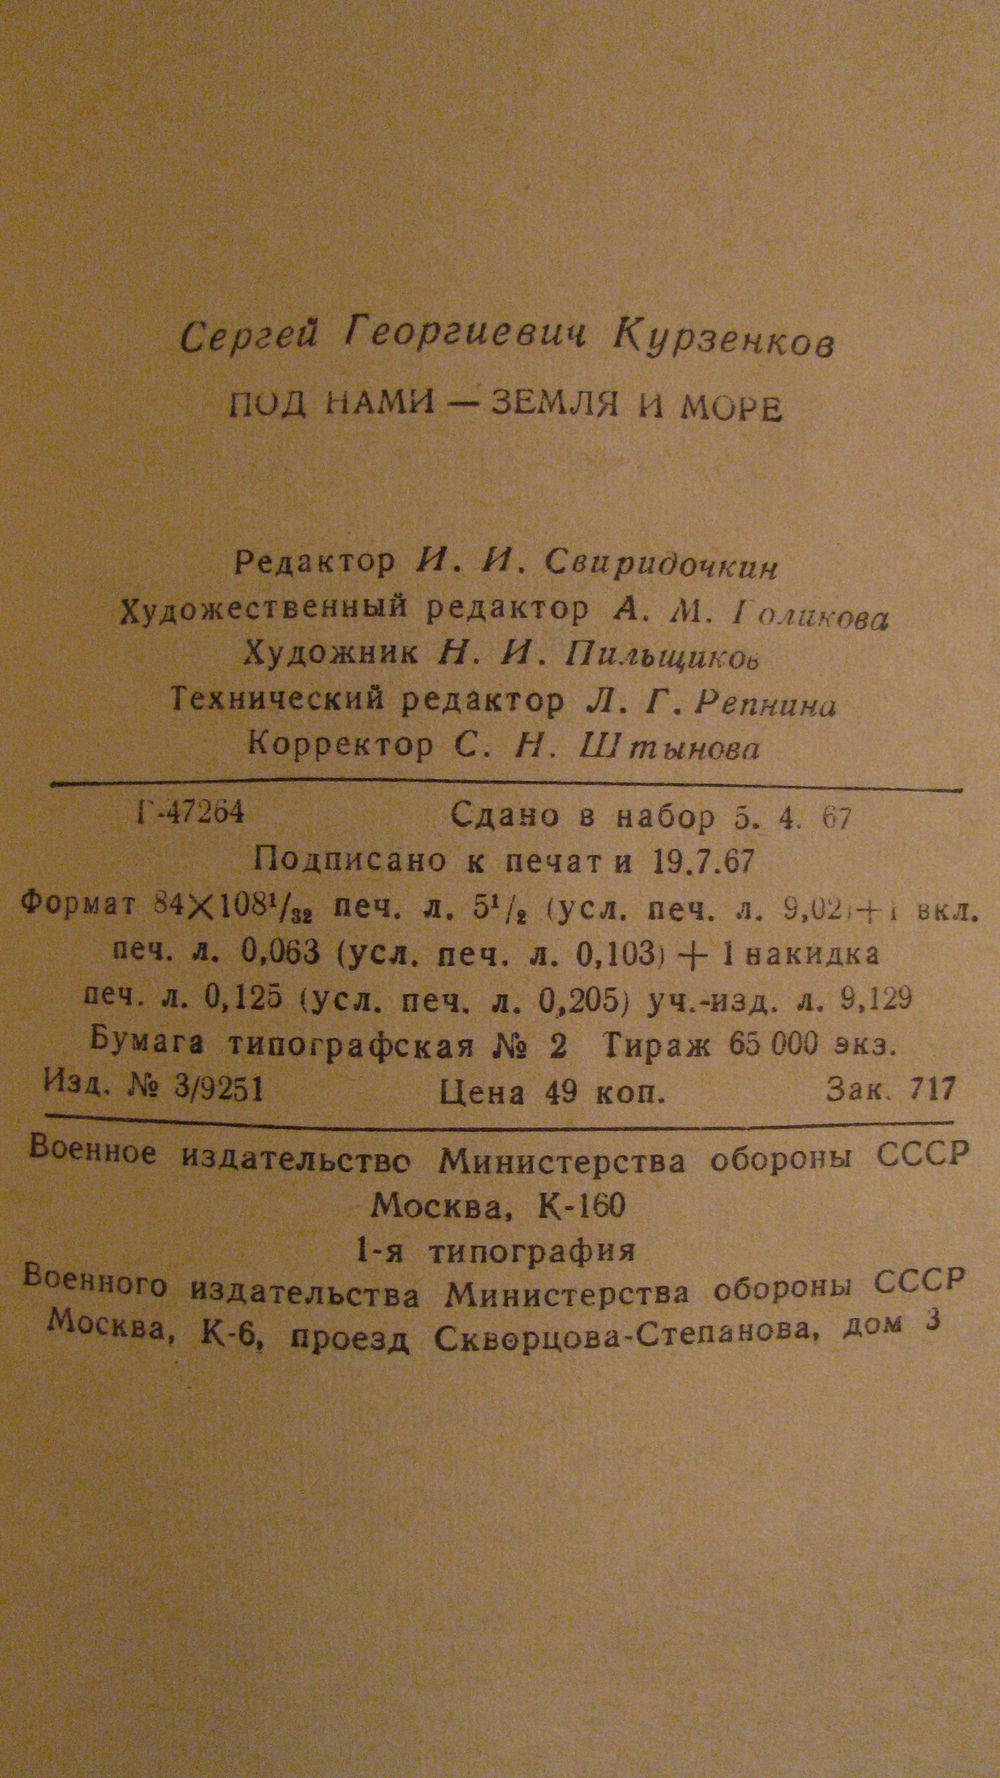 Сергей Георгиевич Курзенков
ПОД НАМИ — ЗЕМЛЯ И МОРЕ
Редактор И. И. Свиридочкин
Художественный редактор А. М. Голикова
Художник Н. И. Пильщиков
Технический редактор Л. Г. Репнина
Корректор С. Н. Штынова
Г-47264 Сдано в набор 5. 4. 67
Подписано к печати 19.7.67
Формат 84×108¹/₃₂ печ. л. 5¹/₂ (усл. печ. л. 9,02)+1 вкл.
печ. л. 0,063 (усл. печ. л. 0,103) + 1 накидка
печ. л. 0,125 (усл. печ. л. 0,205) уч.-изд. л. 9,129
Бумага типографская № 2 Тираж 65 000 экз.
Изд. № 3/9251 Цена 49 коп. Зак. 717
Военное издательство Министерства обороны СССР
Москва, К-160
1-я типография
Военного издательства Министерства обороны СССР
Москва, К-6, проезд Скворцова-Степанова, дом 3